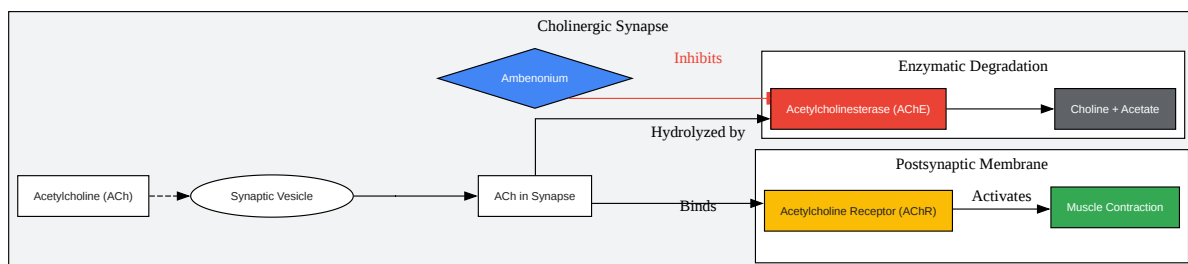 Cholinergic Synapse
Ambenonium
Inhibits
Enzymatic Degradation
Acetylcholinesterase (AChE)
Choline + Acetate
Hydrolyzed by
Postsynaptic Membrane
Acetylcholine (ACh)
Synaptic Vesicle
ACh in Synapse
Binds
Acetylcholine Receptor (AChR)
Activates
Muscle Contraction